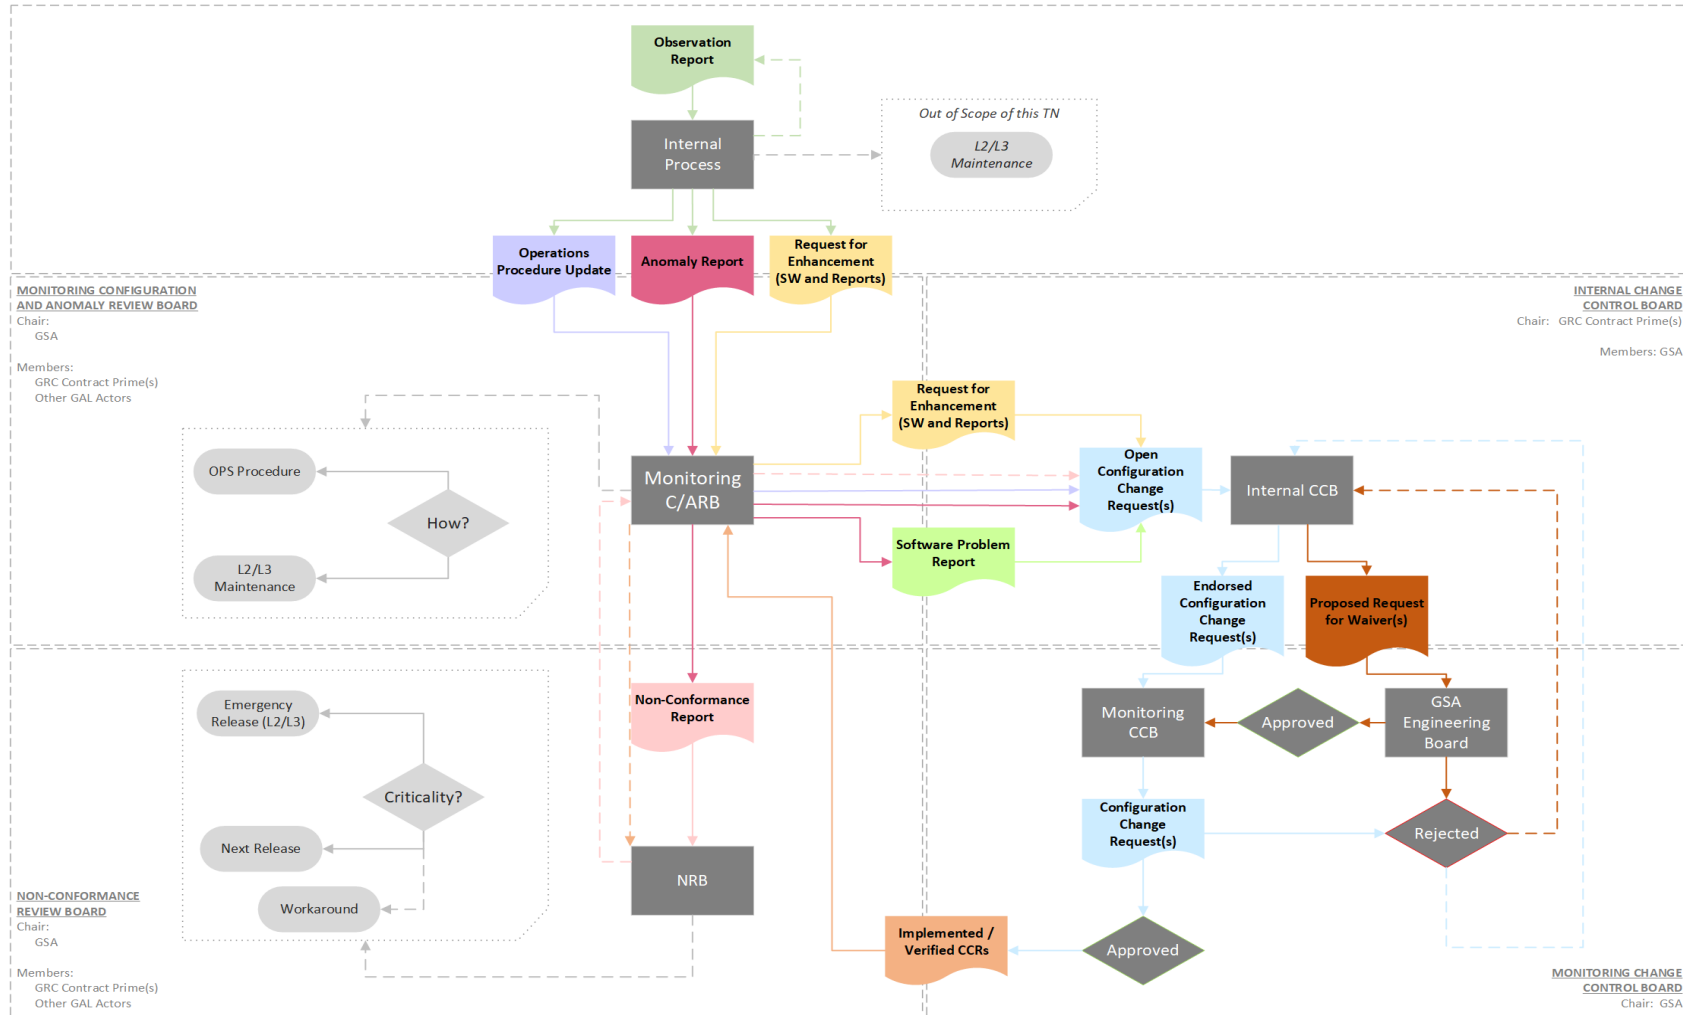 Observation
Report
Out of Scope of this TN
L2/L3
Maintenance
Internal
Process
Operations
Procedure Update
Anomaly Report
Request for
Enhancement
(SW and Reports)
MONITORING CONFIGURATION
AND ANOMALY REVIEW BOARD
Chair:
GSA
Members:
GRC Contract Prime(s)
Other GAL Actors
INTERNAL CHANGE
CONTROL BOARD
Chair: GRC Contract Prime(s)
Members: GSA
Request for
Enhancement
(SW and Reports)
OPS Procedure
How?
L2/L3
Maintenance
Monitoring
C/ARB
Open
Configuration
Change
Request(s)
Internal CCB
Software Problem
Report
Endorsed
Configuration
Change
Request(s)
Proposed Request
for Waiver(s)
Emergency
Release (L2/L3)
Criticality?
Next Release
Workaround
Non-Conformance
Report
Monitoring
CCB
Approved
GSA
Engineering
Board
Configuration
Change
Request(s)
Rejected
NRB
NON-CONFORMANCE
REVIEW BOARD
Chair:
GSA
Members:
GRC Contract Prime(s)
Other GAL Actors
Implemented /
Verified CCRs
Approved
MONITORING CHANGE
CONTROL BOARD
Chair: GSA